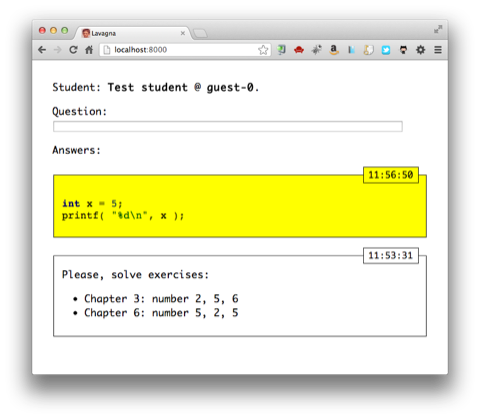 Lavagna
localhost:8000
Student: Test student @ guest-0.
Question:
Answers:
11:56:50
int x = 5;
printf( "%d\n", x );
11:53:31
Please, solve exercises:
• Chapter 3: number 2, 5, 6
• Chapter 6: number 5, 2, 5